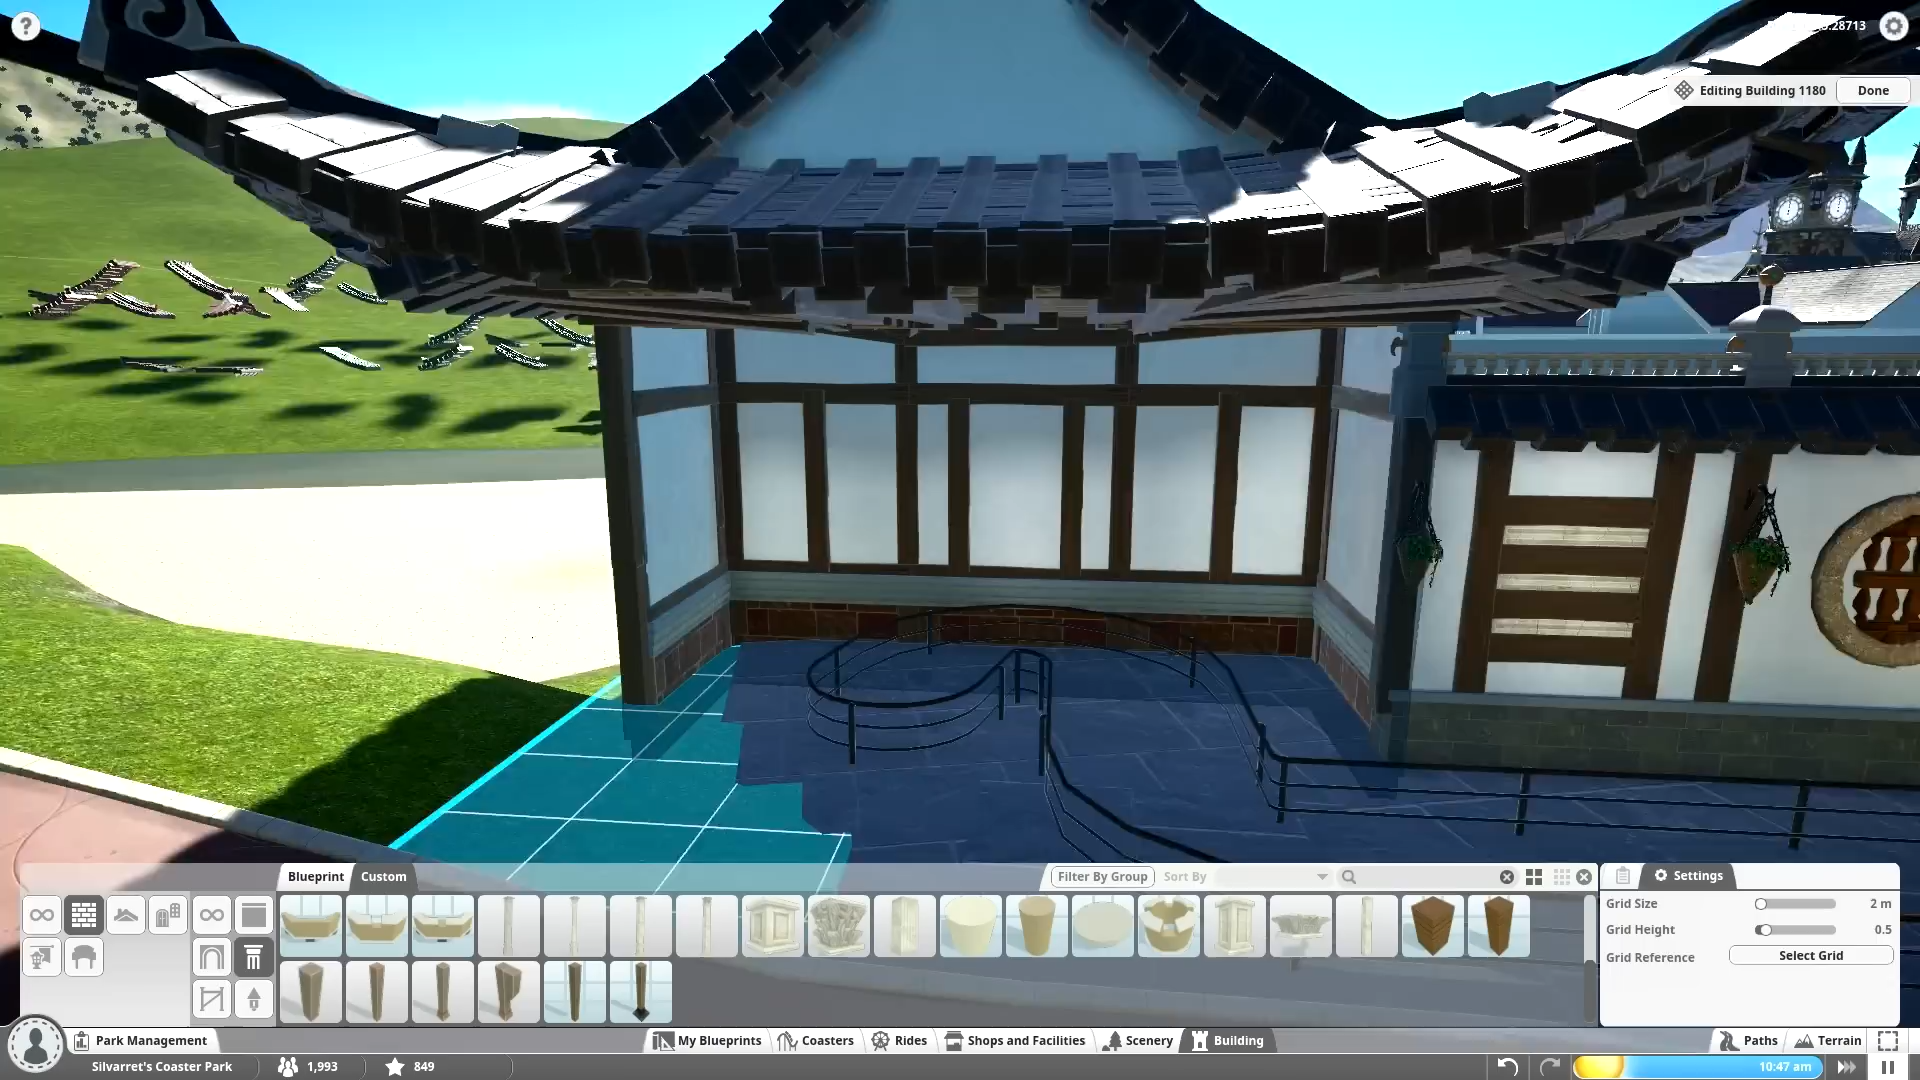 ?
.28713
Editing Building 1180
Done
Blueprint
Custom
Filter By Group
Sort By
Settings
Grid Size
2 m
Grid Height
0.5
Grid Reference
Select Grid
Park Management
My Blueprints
Coasters
Rides
Shops and Facilities
Scenery
Building
Paths
Terrain
Silvarret's Coaster Park
1,993
849
10:47 am